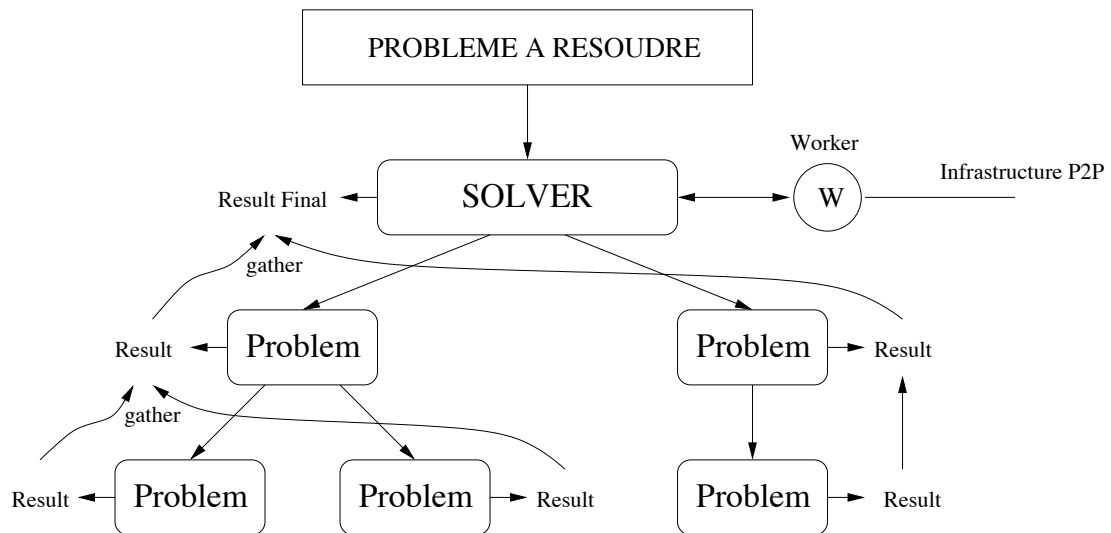 PROBLEME A RESOUDRE
Worker
Infrastructure P2P
Result Final
SOLVER
W
gather
Result
Problem
Problem
Result
gather
Result
Problem
Problem
Result
Problem
Result